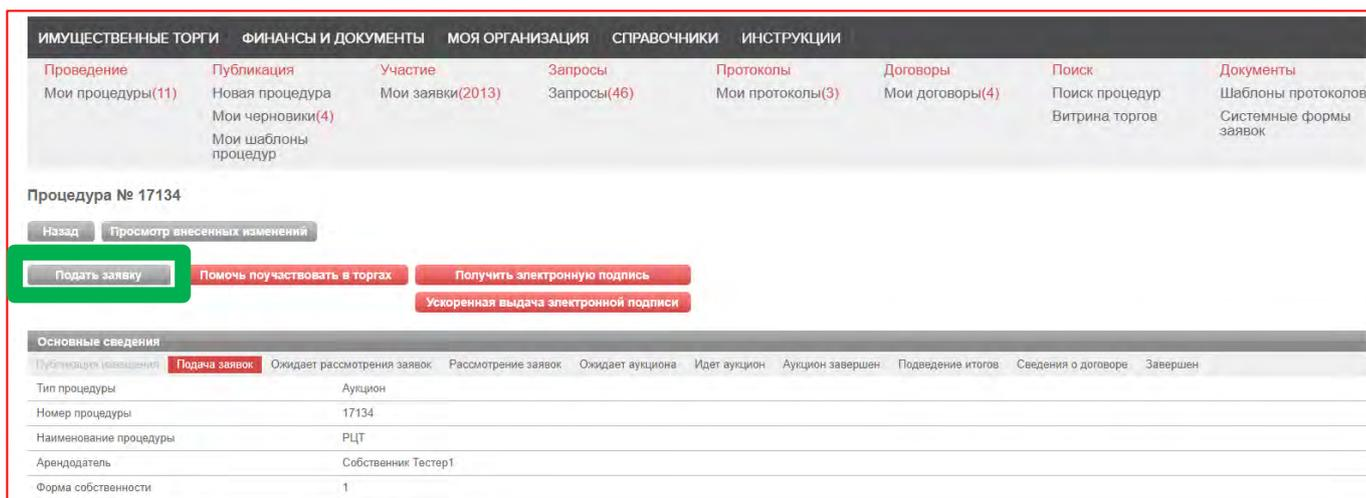 ИМУЩЕСТВЕННЫЕ ТОРГИ ФИНАНСЫ И ДОКУМЕНТЫ МОЯ ОРГАНИЗАЦИЯ СПРАВОЧНИКИ ИНСТРУКЦИИ
Проведение Публикация Участие Запросы Протоколы Договоры Поиск Документы
Мои процедуры(11) Новая процедура Мои заявки(2013) Запросы(46) Мои протоколы(3) Мои договоры(4) Поиск процедур Шаблоны протоколов
Мои черновики(4) Витрина торгов Системные формы
Мои шаблоны заявок
процедур
Процедура № 17134
Назад Просмотр внесенных изменений
Подать заявку Помочь поучаствовать в торгах Получить электронную подпись
Ускоренная выдача электронной подписи
Основные сведения
Публикация извещения Подача заявок Ожидает рассмотрения заявок Рассмотрение заявок Ожидает аукциона Идет аукцион Аукцион завершен Подведение итогов Сведения о договоре Завершен
Тип процедуры Аукцион
Номер процедуры 17134
Наименование процедуры РЦТ
Арендодатель Собственник Тестер1
Форма собственности 1